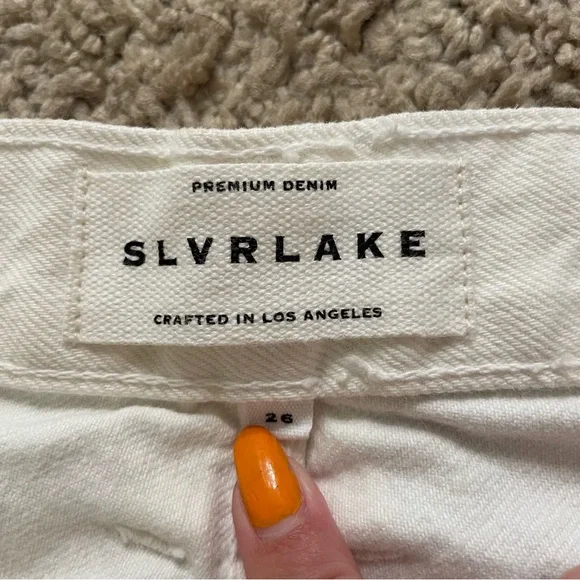 PREMIUM DENIM
SLVRLAKE
CRAFTED IN LOS ANGELES
26